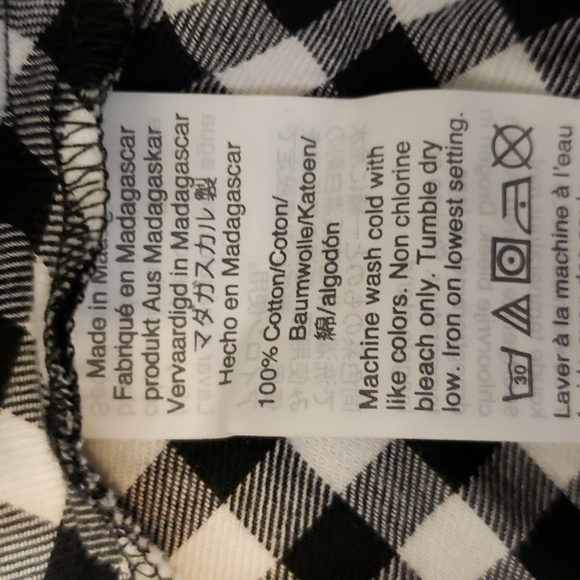 Made in Madagascar
Fabriqué en Madagascar
produkt Aus Madagaskar
Vervaardigd in Madagascar
マダガスカル 製
Hecho en Madagascar
100% Cotton/Coton/
Baumwolle/Katoen/
綿/algodón
Machine wash cold with
like colors. Non chlorine
bleach only. Tumble dry
low. Iron on lowest setting.
30
Laver à la machine à l'eau